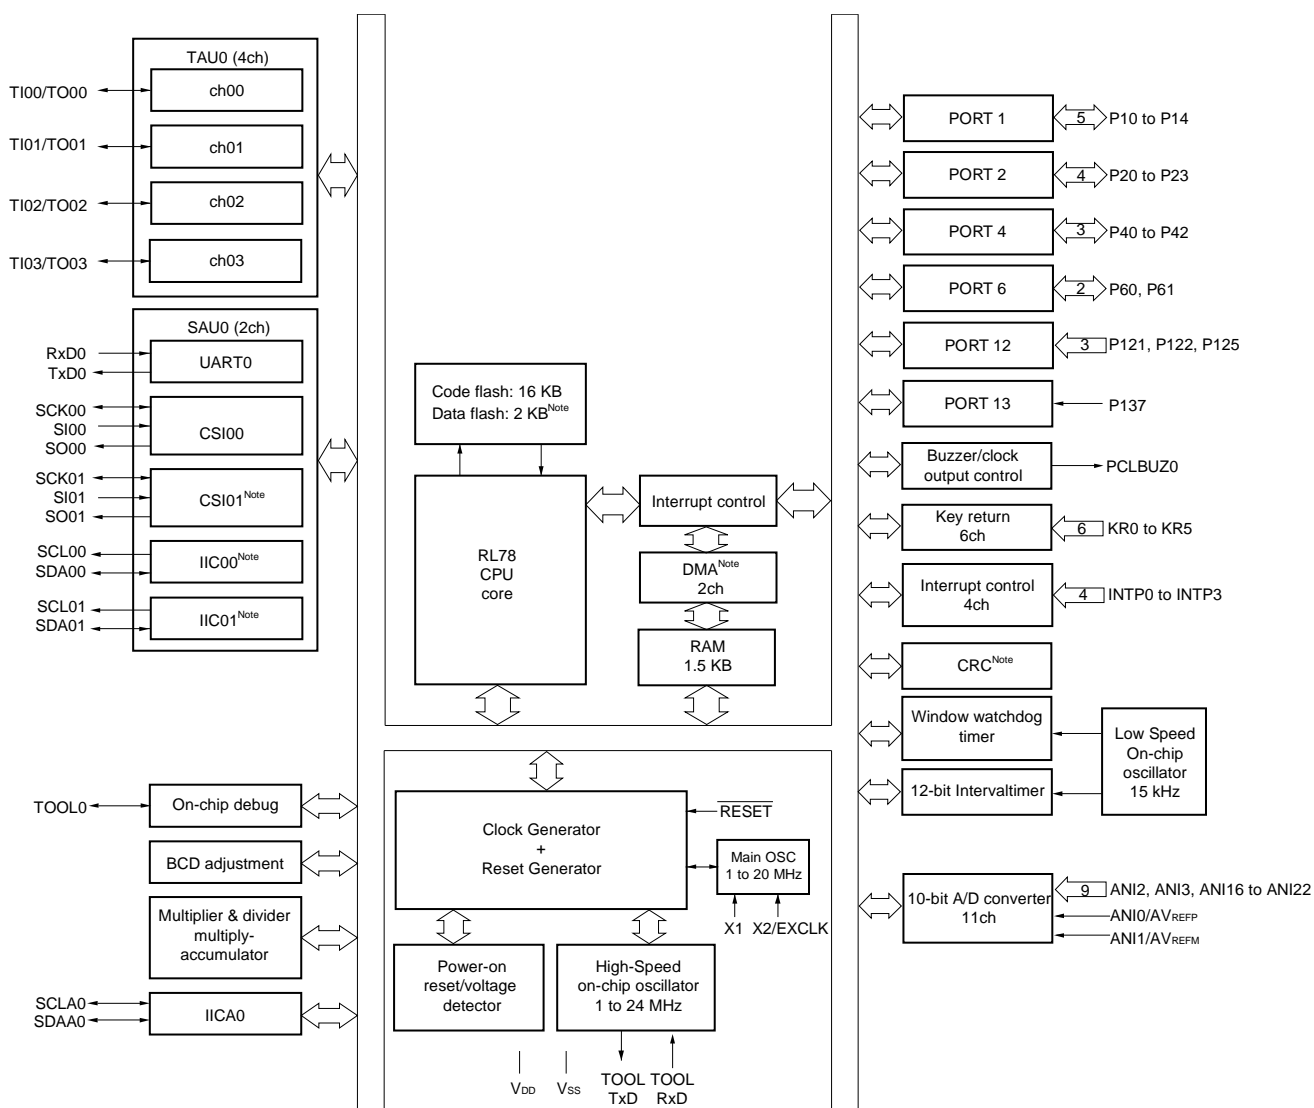 TAU0 (4ch)
TI00/TO00
ch00
TI01/TO01
ch01
TI02/TO02
ch02
TI03/TO03
ch03
SAU0 (2ch)
RxD0
TxD0
UART0
SCK00
SI00
SO00
CSI00
SCK01
SI01
SO01
CSI01Note
SCL00
SDA00
IIC00Note
SCL01
SDA01
IIC01Note
TOOL0
On-chip debug
BCD adjustment
Multiplier & divider
multiply-
accumulator
SCLA0
SDAA0
IICA0
Code flash: 16 KB
Data flash: 2 KBNote
RL78
CPU
core
Interrupt control
DMANote
2ch
RAM
1.5 KB
Clock Generator
+
Reset Generator
RESET
Main OSC
1 to 20 MHz
X1
X2/EXCLK
Power-on
reset/voltage
detector
High-Speed
on-chip oscillator
1 to 24 MHz
VDD
VSS
TOOL
TxD
TOOL
RxD
PORT 1
5
P10 to P14
PORT 2
4
P20 to P23
PORT 4
3
P40 to P42
PORT 6
2
P60, P61
PORT 12
3
P121, P122, P125
PORT 13
P137
Buzzer/clock
output control
PCLBUZ0
Key return
6ch
6
KR0 to KR5
Interrupt control
4ch
4
INTP0 to INTP3
CRCNote
Window watchdog
timer
12-bit Intervaltimer
Low Speed
On-chip
oscillator
15 kHz
10-bit A/D converter
11ch
9
ANI2, ANI3, ANI16 to ANI22
ANI0/AVREFP
ANI1/AVREFM